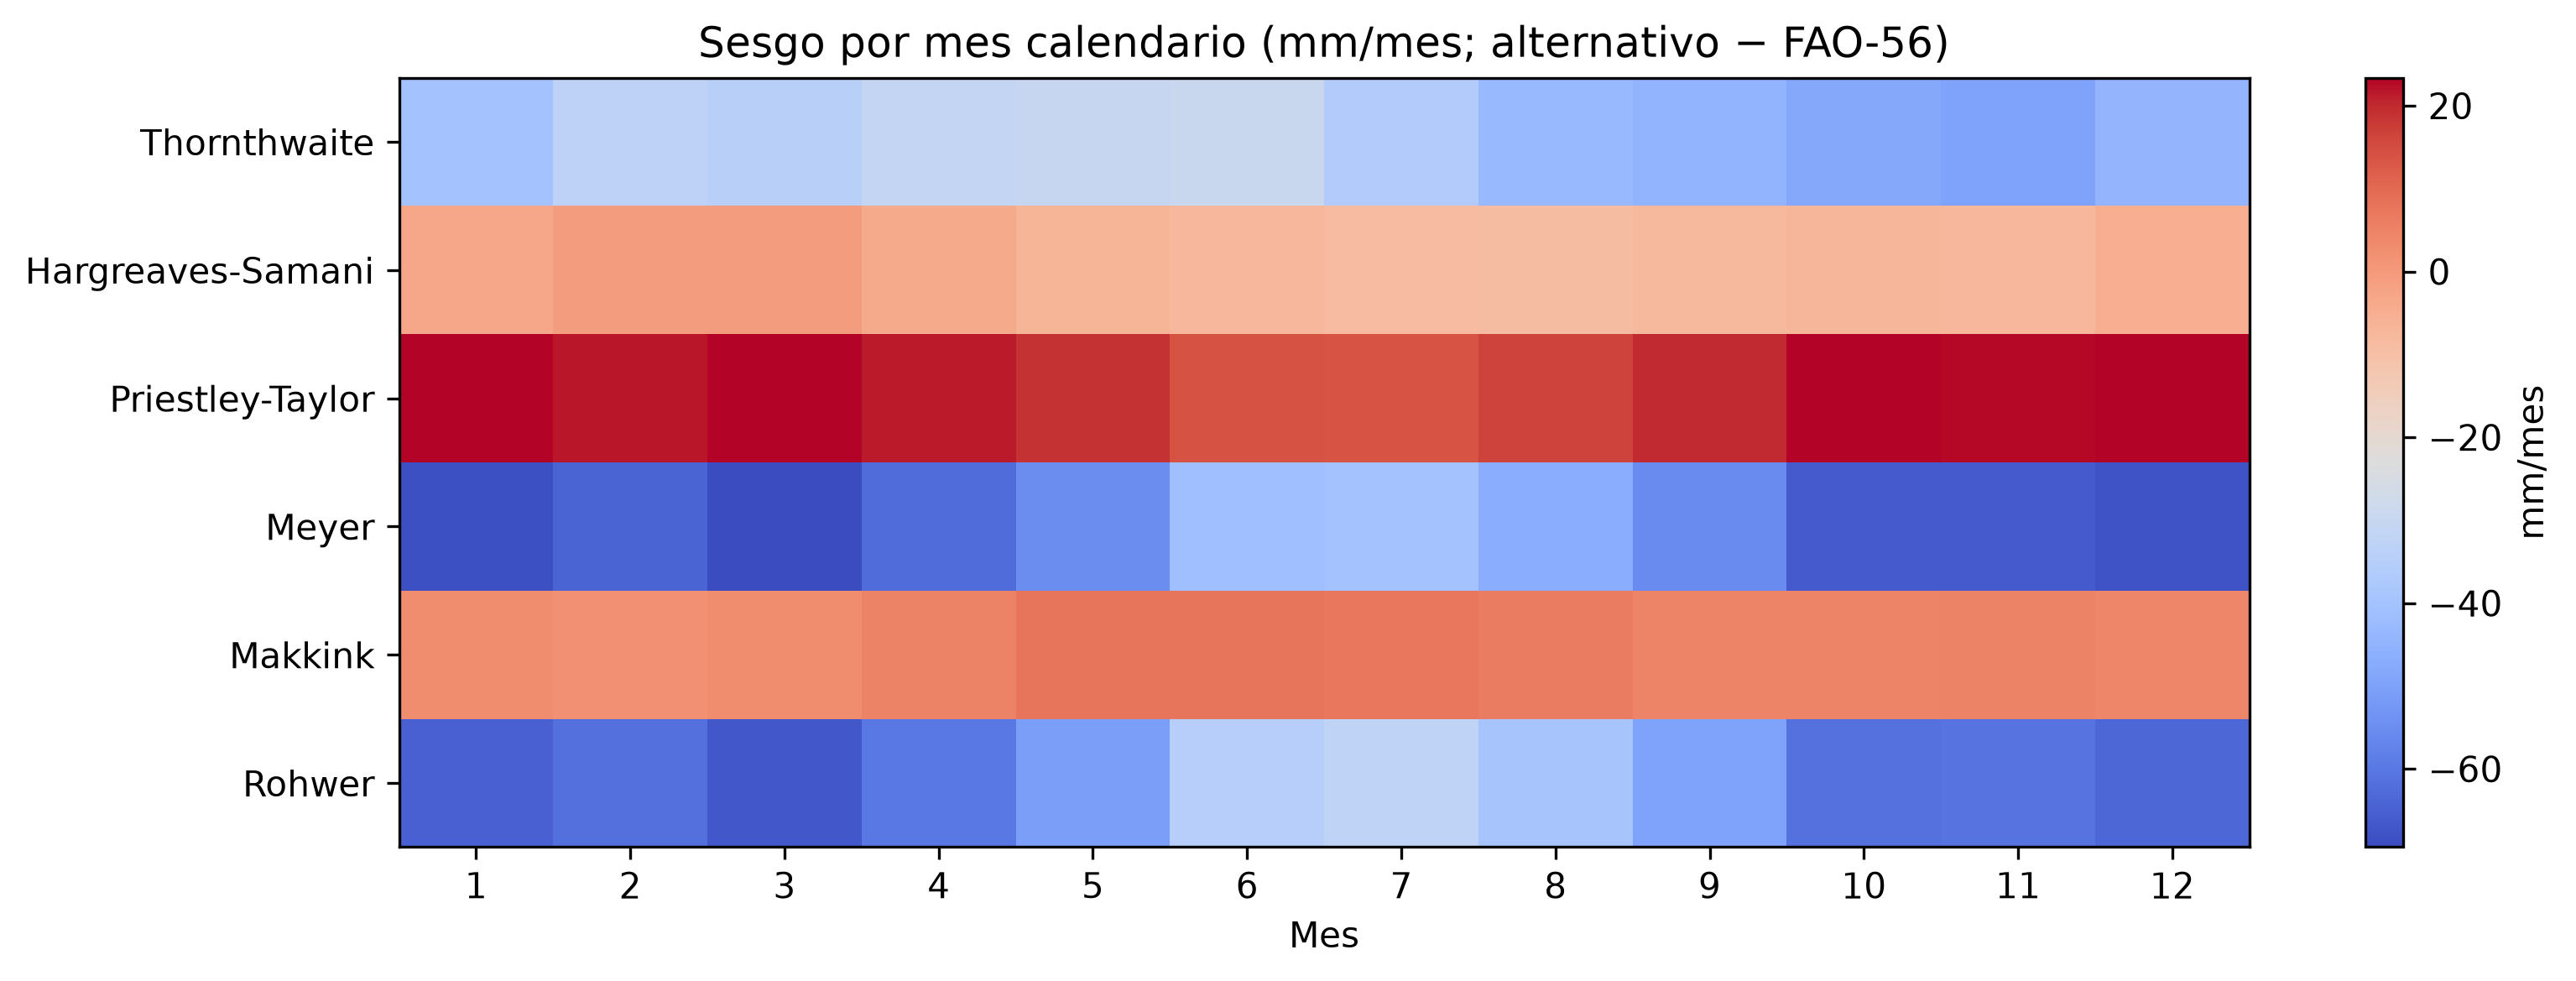 Sesgo por mes calendario (mm/mes; alternativo − FAO-56)
Thornthwaite
Hargreaves-Samani
Priestley-Taylor
Meyer
Makkink
Rohwer
1 2 3 4 5 6 7 8 9 10 11 12
Mes
20
0
−20
−40
−60
mm/mes